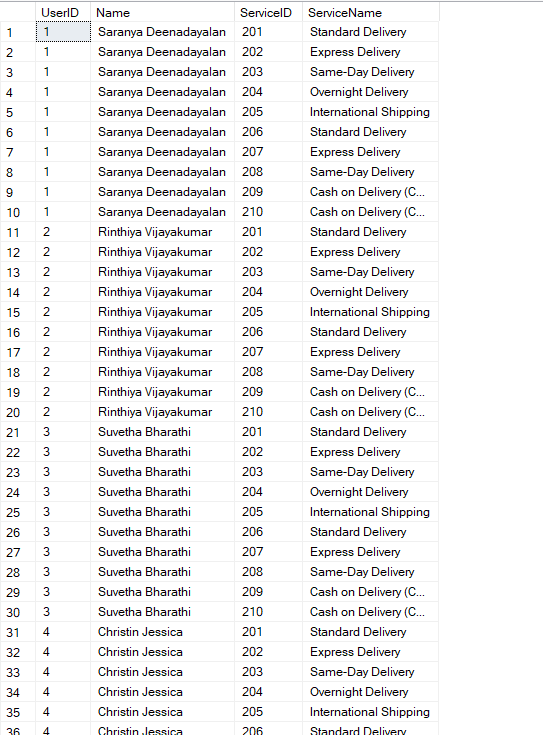 UserID Name ServiceID ServiceName
1 1 Saranya Deenadayalan 201 Standard Delivery
2 1 Saranya Deenadayalan 202 Express Delivery
3 1 Saranya Deenadayalan 203 Same-Day Delivery
4 1 Saranya Deenadayalan 204 Overnight Delivery
5 1 Saranya Deenadayalan 205 International Shipping
6 1 Saranya Deenadayalan 206 Standard Delivery
7 1 Saranya Deenadayalan 207 Express Delivery
8 1 Saranya Deenadayalan 208 Same-Day Delivery
9 1 Saranya Deenadayalan 209 Cash on Delivery (C...
10 1 Saranya Deenadayalan 210 Cash on Delivery (C...
11 2 Rinthiya Vijayakumar 201 Standard Delivery
12 2 Rinthiya Vijayakumar 202 Express Delivery
13 2 Rinthiya Vijayakumar 203 Same-Day Delivery
14 2 Rinthiya Vijayakumar 204 Overnight Delivery
15 2 Rinthiya Vijayakumar 205 International Shipping
16 2 Rinthiya Vijayakumar 206 Standard Delivery
17 2 Rinthiya Vijayakumar 207 Express Delivery
18 2 Rinthiya Vijayakumar 208 Same-Day Delivery
19 2 Rinthiya Vijayakumar 209 Cash on Delivery (C...
20 2 Rinthiya Vijayakumar 210 Cash on Delivery (C...
21 3 Suvetha Bharathi 201 Standard Delivery
22 3 Suvetha Bharathi 202 Express Delivery
23 3 Suvetha Bharathi 203 Same-Day Delivery
24 3 Suvetha Bharathi 204 Overnight Delivery
25 3 Suvetha Bharathi 205 International Shipping
26 3 Suvetha Bharathi 206 Standard Delivery
27 3 Suvetha Bharathi 207 Express Delivery
28 3 Suvetha Bharathi 208 Same-Day Delivery
29 3 Suvetha Bharathi 209 Cash on Delivery (C...
30 3 Suvetha Bharathi 210 Cash on Delivery (C...
31 4 Christin Jessica 201 Standard Delivery
32 4 Christin Jessica 202 Express Delivery
33 4 Christin Jessica 203 Same-Day Delivery
34 4 Christin Jessica 204 Overnight Delivery
35 4 Christin Jessica 205 International Shipping
36 4 Christin Jessica 206 Standard Delivery